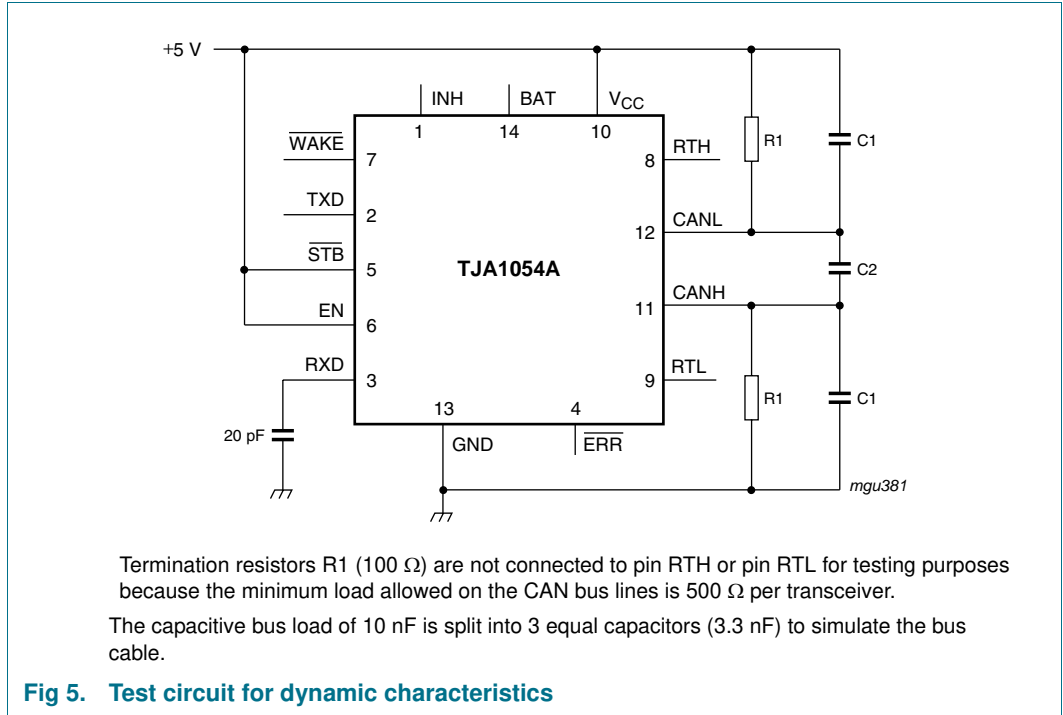 +5 V
INH
BAT
VCC
1
14
10
WAKE
7
TXD
2
STB
5
EN
6
RXD
3
20 pF
TJA1054A
8
RTH
12
CANL
11
CANH
9
RTL
13
4
GND
ERR
R1
C1
C2
R1
C1
mgu381
Termination resistors R1 (100 Ω) are not connected to pin RTH or pin RTL for testing purposes
because the minimum load allowed on the CAN bus lines is 500 Ω per transceiver.
The capacitive bus load of 10 nF is split into 3 equal capacitors (3.3 nF) to simulate the bus
cable.
Fig 5. Test circuit for dynamic characteristics